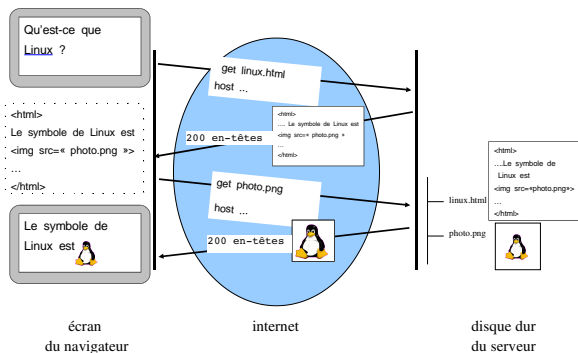 Qu'est-ce que
Linux ?
get linux.html
host ...
<html>
.... Le symbole de Linux est
<img src=« photo.png »
...
</html>
200 en-têtes
<html>
Le symbole de Linux est
<img src=« photo.png »>
...
</html>
<html>
....Le symbole de
Linux est
<img src=«photo.png»>
...
</html>
linux.html
photo.png
get photo.png
host ...
200 en-têtes
Le symbole de
Linux est
écran
du navigateur
internet
disque dur
du serveur